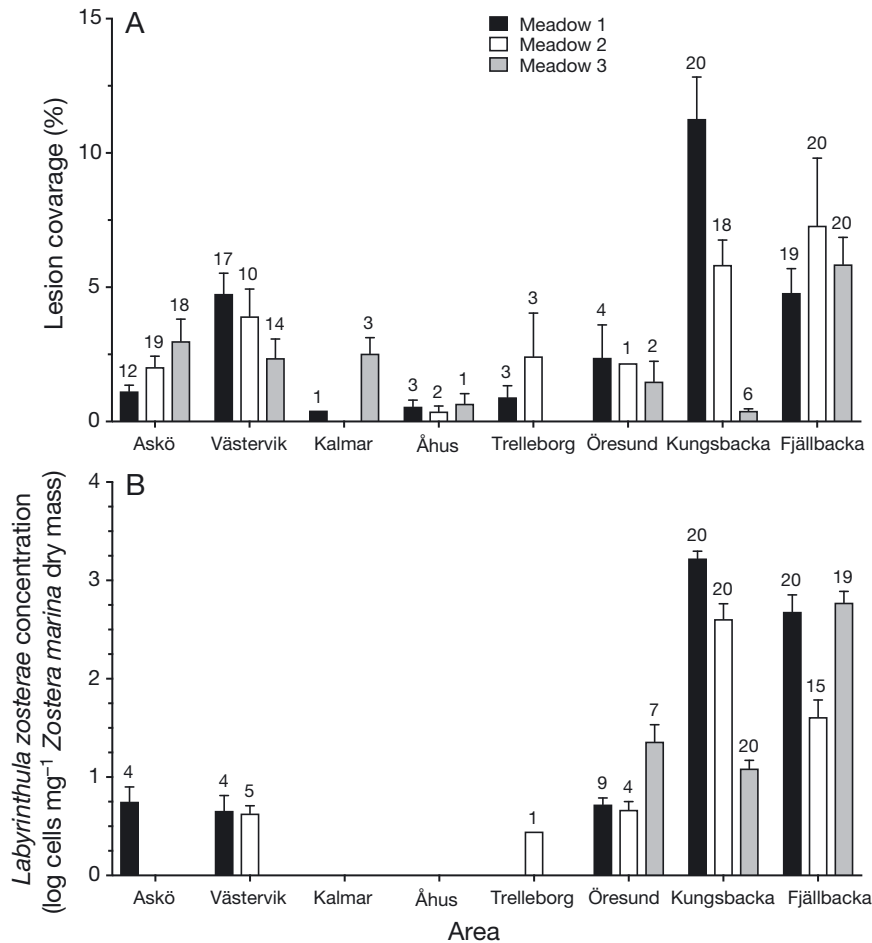 A
Meadow 1
Meadow 2
Meadow 3
Lesion covarage (%)
15
10
5
0
12 19 18 17 10 14 1 3 3 2 1 3 3 4 1 2 20 18 6 19 20 20
Askö Västervik Kalmar Åhus Trelleborg Öresund Kungsbacka Fjällbacka
B
Labyrinthula zosterae concentration
(log cells mg–1 Zostera marina dry mass)
4
3
2
1
0
4 4 5 1 9 4 7 20 20 20 20 15 19
Askö Västervik Kalmar Åhus Trelleborg Öresund Kungsbacka Fjällbacka
Area